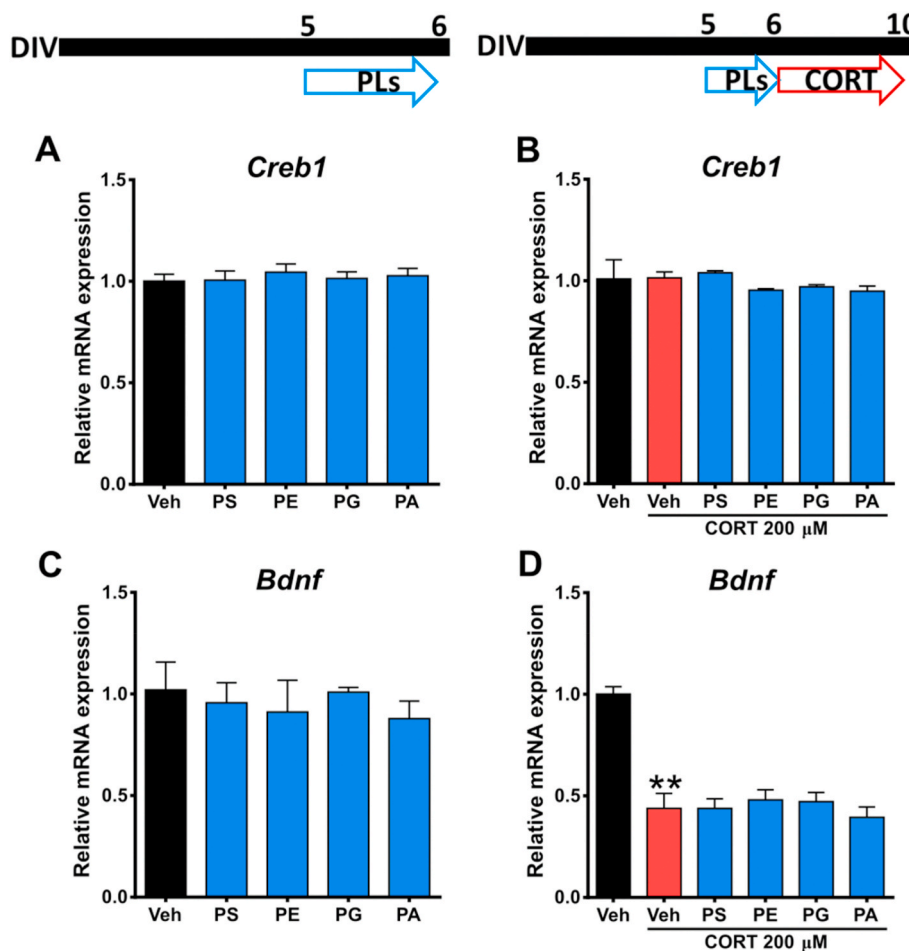 5 6
DIV
PLs
5 6 10
DIV
PLs CORT
A
Creb1
Relative mRNA expression
1.5
1.0
0.5
0.0
Veh PS PE PG PA
B
Creb1
Relative mRNA expression
1.5
1.0
0.5
0.0
Veh Veh PS PE PG PA
CORT 200 µM
C
Bdnf
Relative mRNA expression
1.5
1.0
0.5
0.0
Veh PS PE PG PA
D
Bdnf
Relative mRNA expression
1.5
1.0
0.5
0.0
**
Veh Veh PS PE PG PA
CORT 200 µM